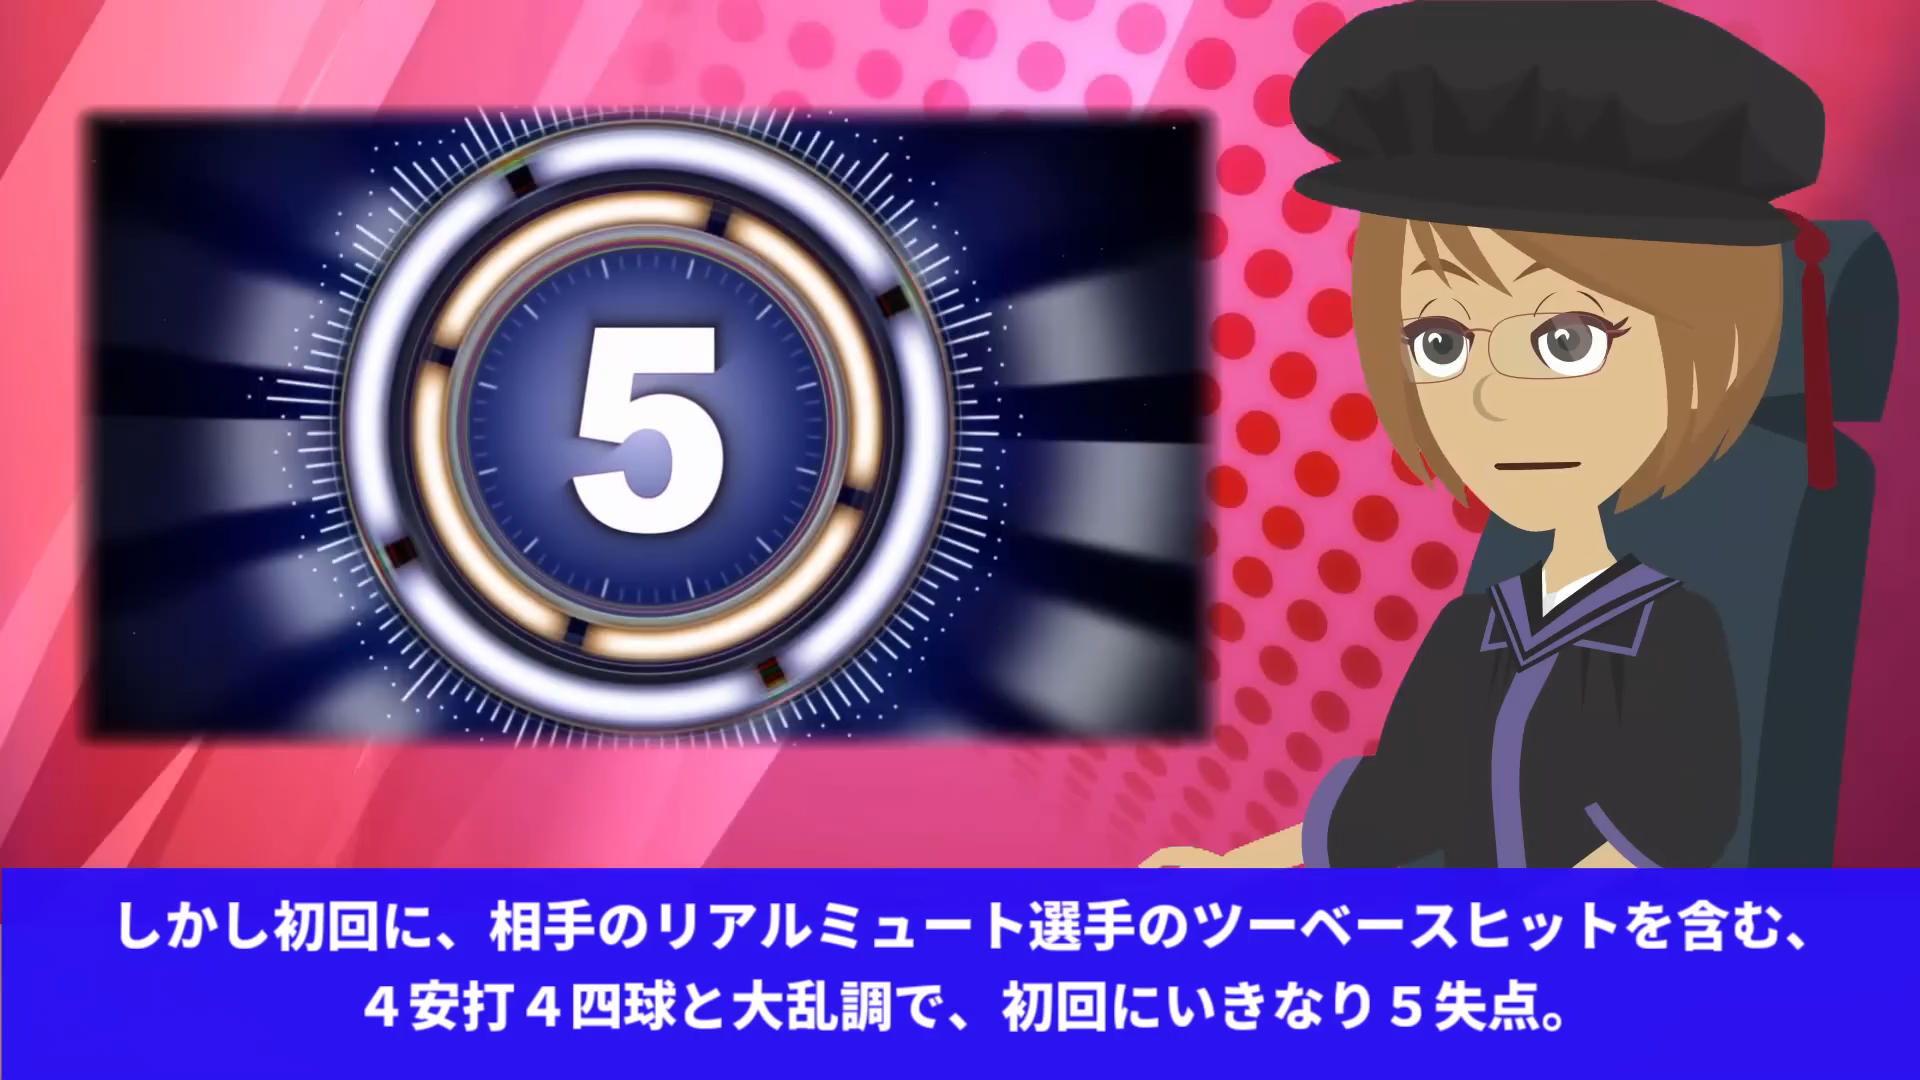 5
しかし初回に、相手のリアルミュート選手のツーベースヒットを含む、
４安打４四球と大乱調で、初回にいきなり５失点。